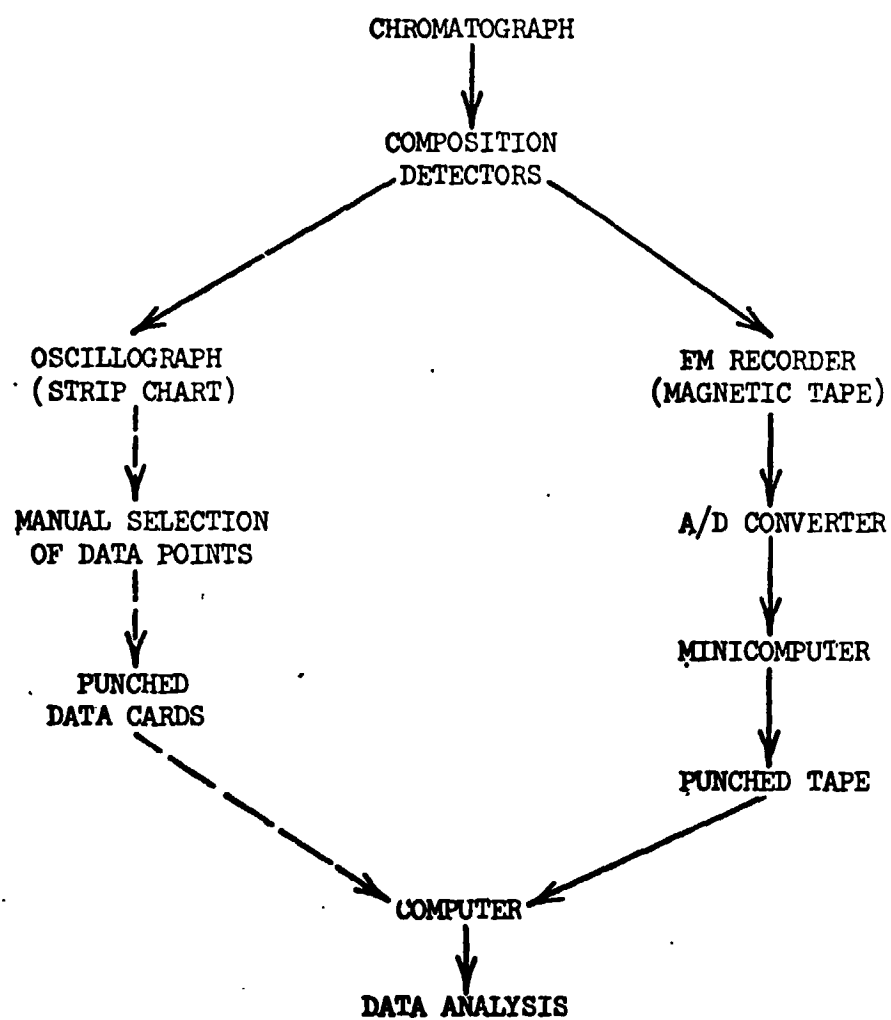 CHROMATOGRAPH
COMPOSITION
DETECTORS
OSCILLOGRAPH
(STRIP CHART)
FM RECORDER
(MAGNETIC TAPE)
MANUAL SELECTION
OF DATA POINTS
A/D CONVERTER
MINICOMPUTER
PUNCHED
DATA CARDS
PUNCHED TAPE
COMPUTER
DATA ANALYSIS